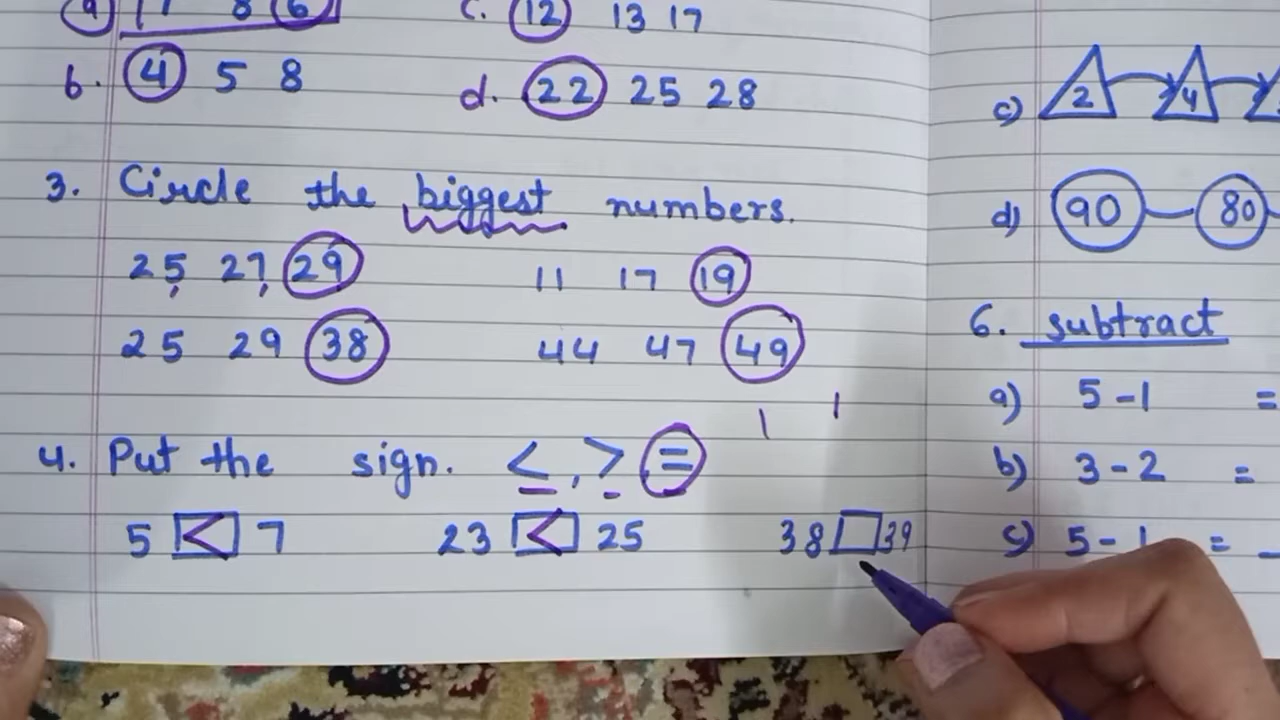 a 7 8 6 c. 12 13 17
b. 4 5 8 d. 22 25 28
3. Circle the biggest numbers.
25, 27, 29 11 17 19
25 29 38 44 47 49
4. Put the sign. <, > =
5 < 7 23 < 25 38 □ 39
c) 2 4
d) 90 80
6. subtract
a) 5-1 =
b) 3-2 =
c) 5-1 =